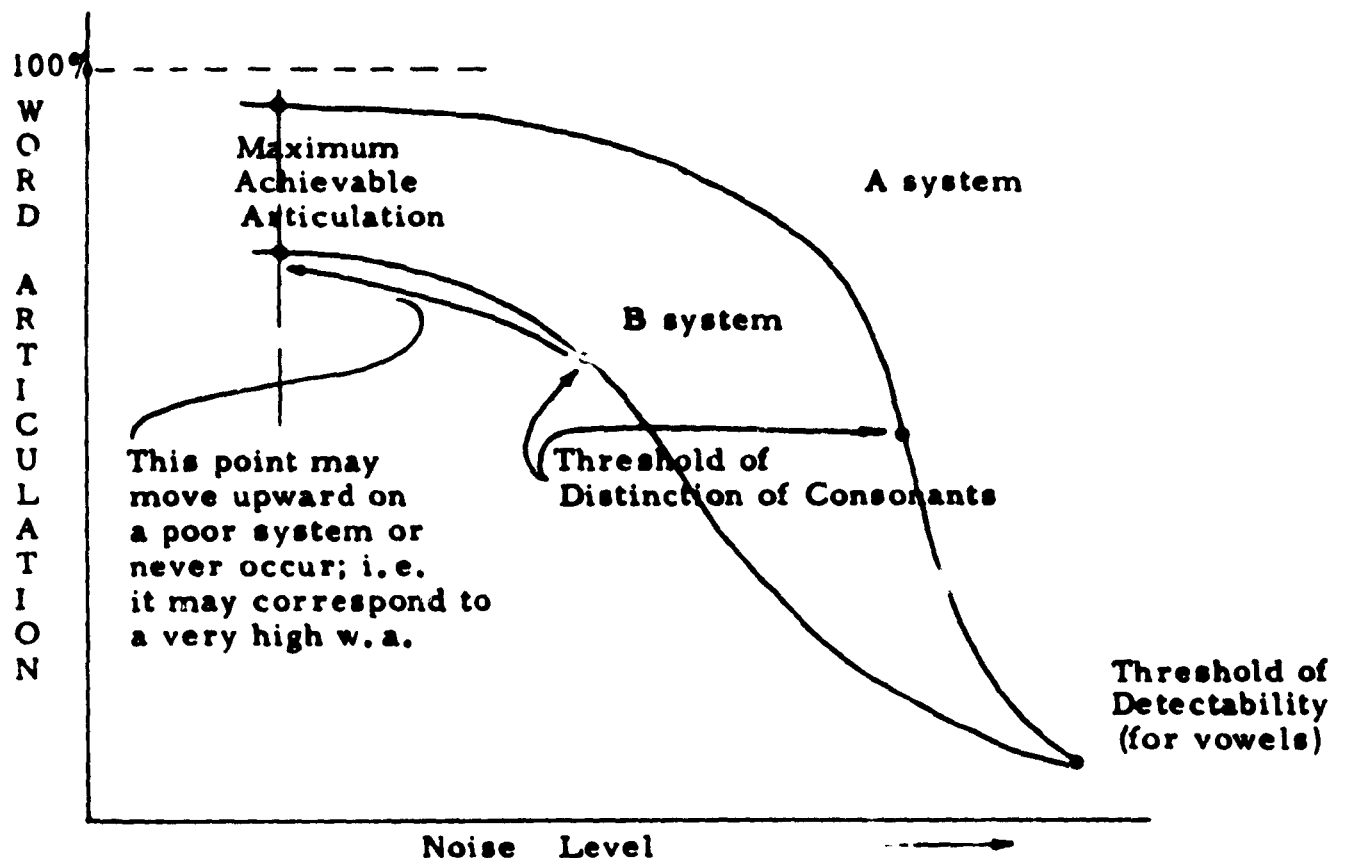 100%
WORD ARTICULATION
Maximum
Achievable
Articulation
A system
B system
This point may
move upward on
a poor system or
never occur; i.e.
it may correspond to
a very high w.a.
Threshold of
Distinction of Consonants
Threshold of
Detectability
(for vowels)
Noise Level